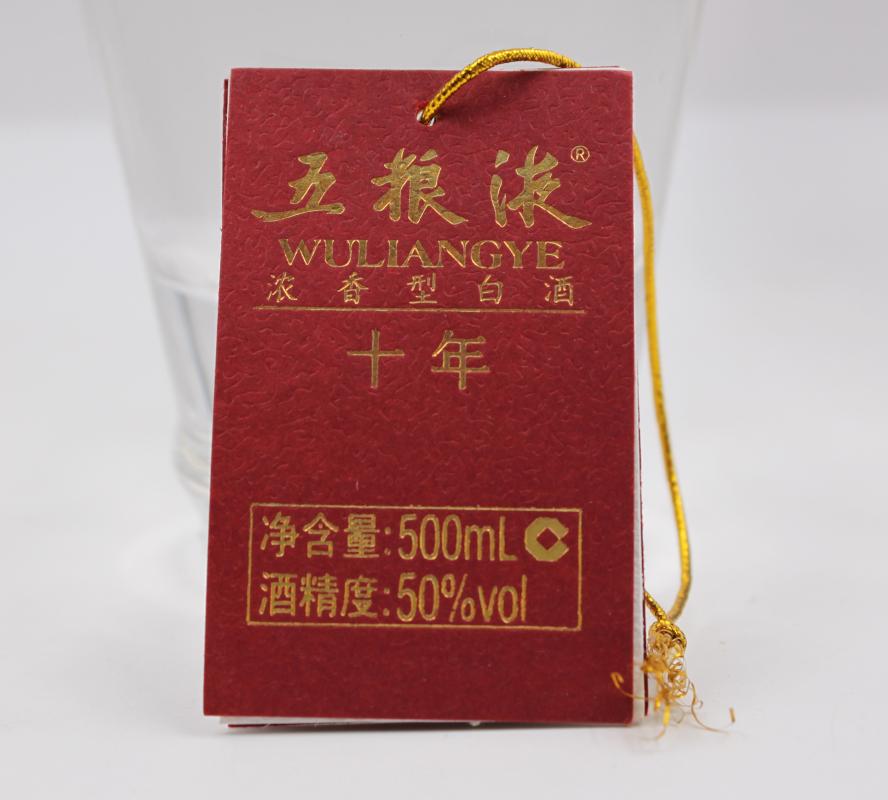 五粮液®
WULIANGYE
浓香型白酒
十年
净含量:500mL
酒精度:50%vol